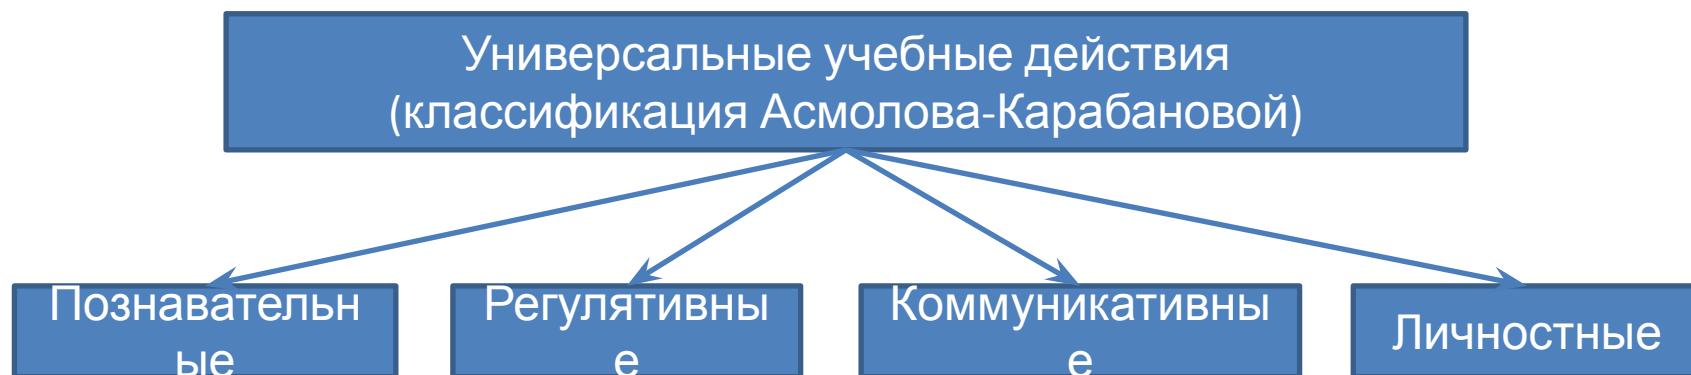 Универсальные учебные действия
(классификация Асмолова-Карабановой)
Познавательн
ые
Регулятивны
е
Коммуникативны
е
Личностные